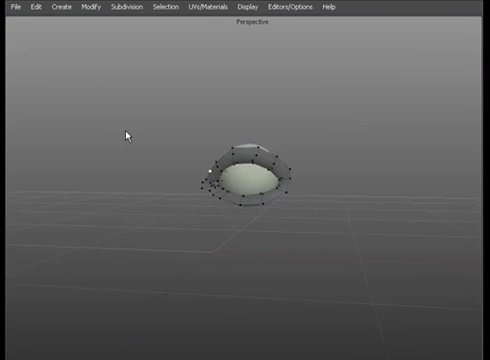 File Edit Create Modify Subdivision Selection UVs/Materials Display Editors/Options Help
Perspective